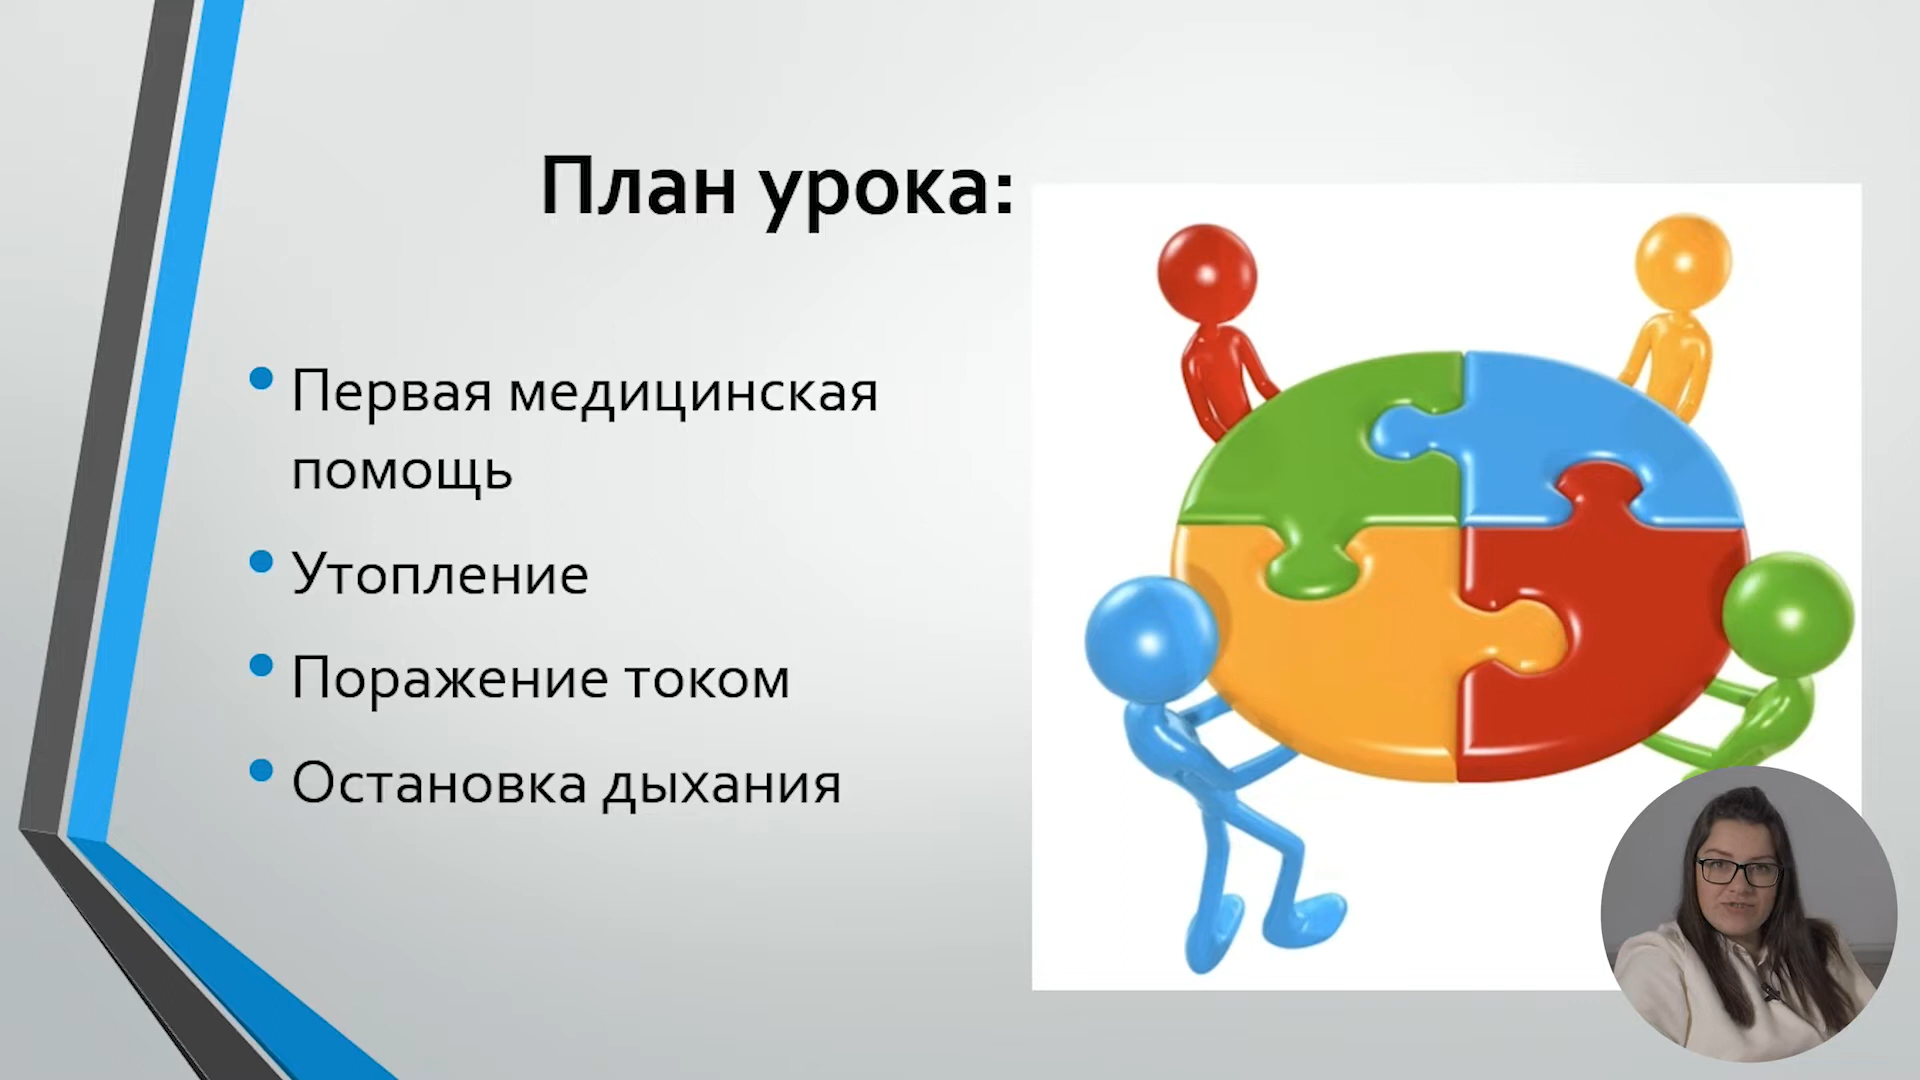 План урока:
• Первая медицинская
помощь
• Утопление
• Поражение током
• Остановка дыхания